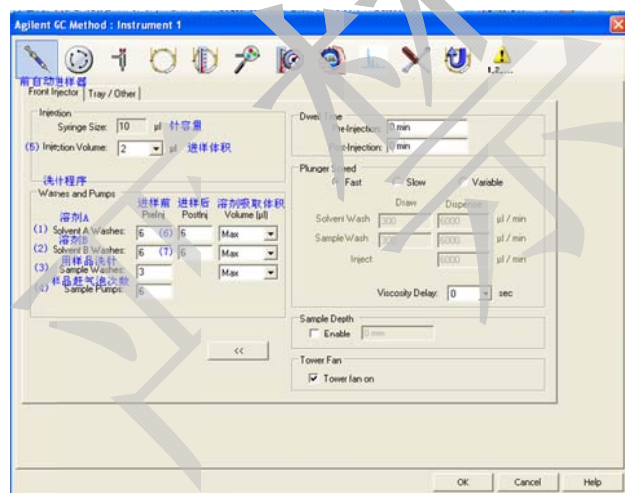 Agilent GC Method : Instrument 1
1,2,...
前自动进样器
Front Injector Tray / Other
Injection
Syringe Size: 10 µl 针容量
(5) Injection Volume: 2 µl 进样体积
洗针程序
Washes and Pumps
进样前 进样后 溶剂吸取体积
PreInj PostInj Volume (µl)
溶剂A
(1) Solvent A Washes: 6 (6) 6 Max
溶剂B
(2) Solvent B Washes: 6 (7) 6 Max
用样品洗针
(3) Sample Washes: 3 Max
样品赶气泡次数
(4) Sample Pumps: 6
<<
Dwell Time
Pre-Injection: 0 min
Post-Injection: 0 min
Plunger Speed
Fast Slow Variable
Draw Dispense
Solvent Wash 300 6000 µl / min
Sample Wash 300 6000 µl / min
Inject 6000 µl / min
Viscosity Delay: 0 sec
Sample Depth
Enable 0 mm
Tower Fan
Tower fan on
OK Cancel Help